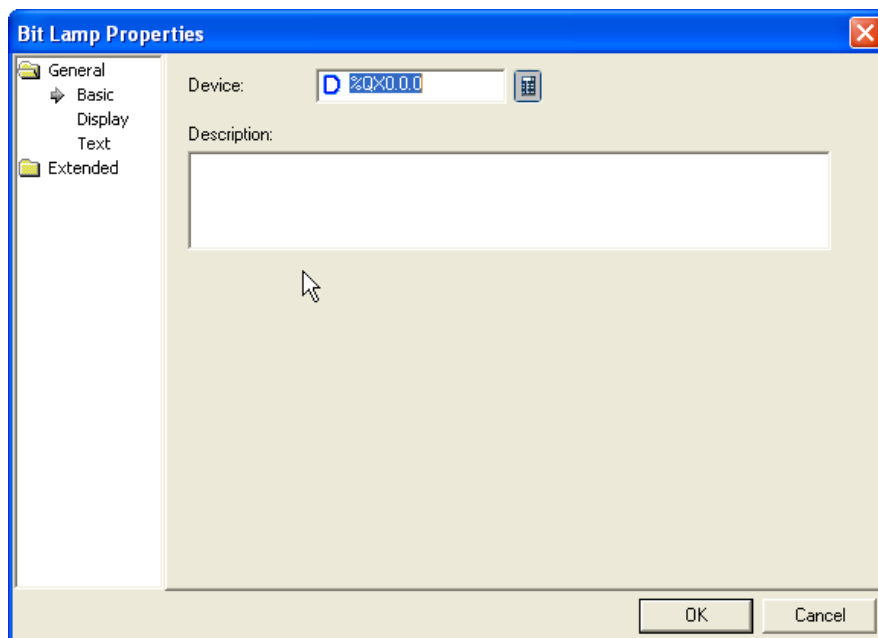 Bit Lamp Properties
General
Basic
Display
Text
Extended
Device:
D %QX0.0.0
Description:
OK
Cancel